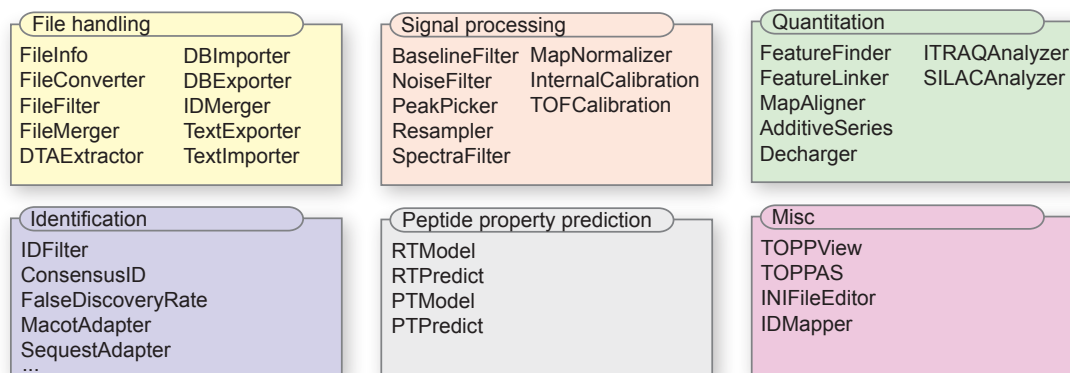 File handling
FileInfo
FileConverter
FileFilter
FileMerger
DTAExtractor
DBImporter
DBExporter
IDMerger
TextExporter
TextImporter
Signal processing
BaselineFilter
NoiseFilter
PeakPicker
Resampler
SpectraFilter
MapNormalizer
InternalCalibration
TOFCalibration
Quantitation
FeatureFinder
FeatureLinker
MapAligner
AdditiveSeries
Decharger
ITRAQAnalyzer
SILACAnalyzer
Identification
IDFilter
ConsensusID
FalseDiscoveryRate
MacotAdapter
SequestAdapter
...
Peptide property prediction
RTModel
RTPredict
PTModel
PTPredict
Misc
TOPPView
TOPPAS
INIFileEditor
IDMapper